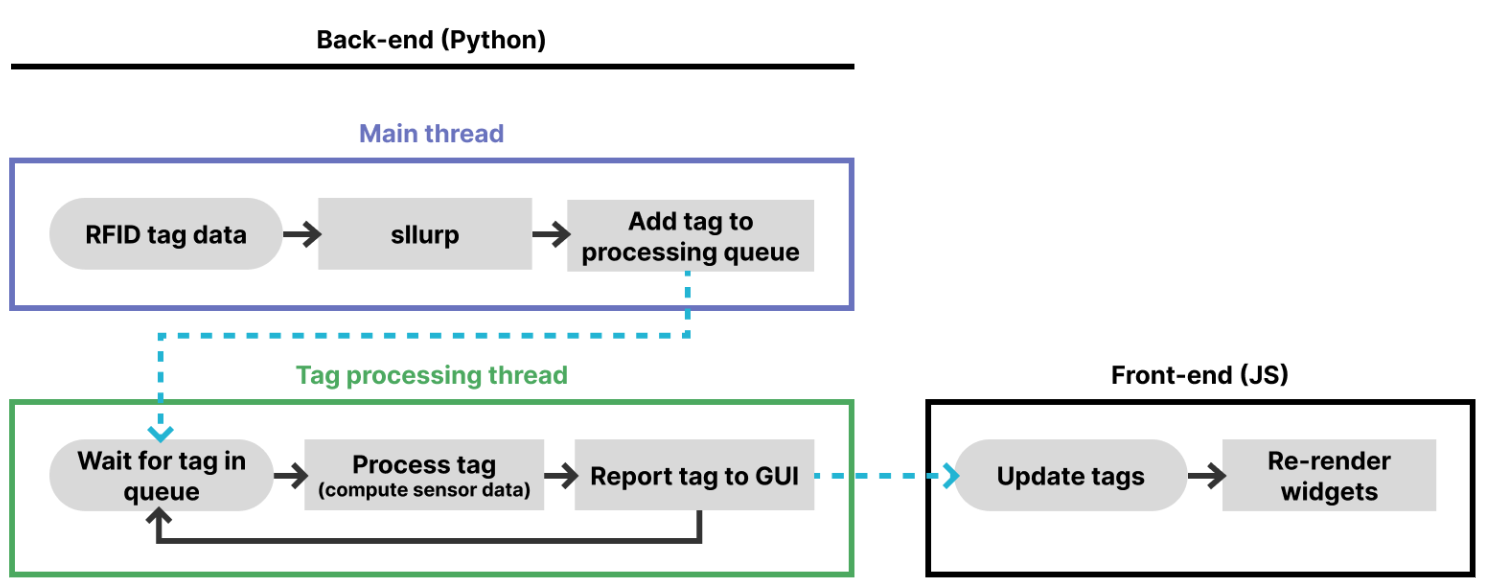 Back-end (Python)
Main thread
RFID tag data
sllurp
Add tag to
processing queue
Tag processing thread
Front-end (JS)
Wait for tag in
queue
Process tag
(compute sensor data)
Report tag to GUI
Update tags
Re-render
widgets